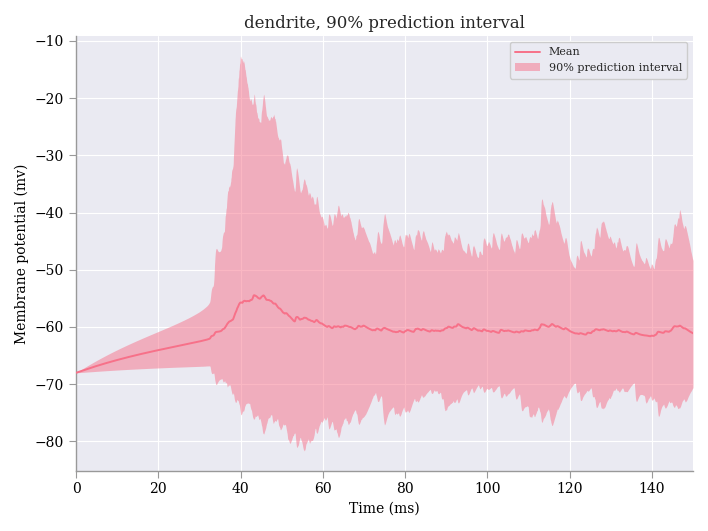 dendrite, 90% prediction interval
Mean
90% prediction interval
Membrane potential (mv)
−10
−20
−30
−40
−50
−60
−70
−80
0 20 40 60 80 100 120 140
Time (ms)